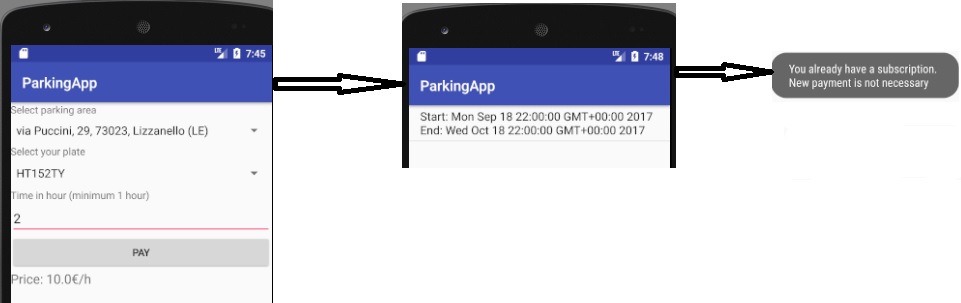 LTE 7:45
ParkingApp
Select parking area
via Puccini, 29, 73023, Lizzanello (LE)
Select your plate
HT152TY
Time in hour (minimum 1 hour)
2
PAY
Price: 10.0€/h
LTE 7:48
ParkingApp
Start: Mon Sep 18 22:00:00 GMT+00:00 2017
End: Wed Oct 18 22:00:00 GMT+00:00 2017
You already have a subscription.
New payment is not necessary